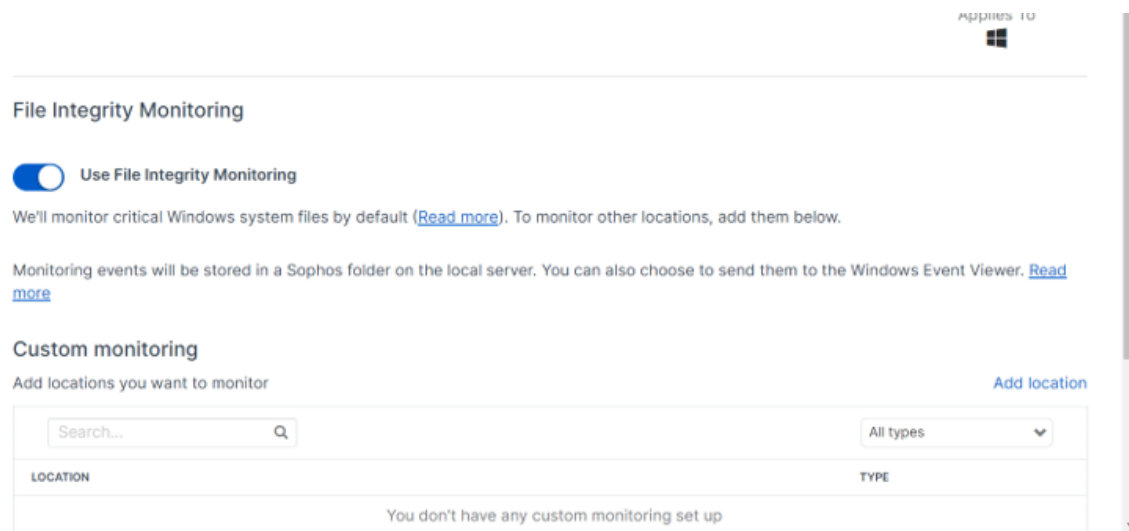 Applies To
File Integrity Monitoring
Use File Integrity Monitoring
We'll monitor critical Windows system files by default (Read more). To monitor other locations, add them below.
Monitoring events will be stored in a Sophos folder on the local server. You can also choose to send them to the Windows Event Viewer. Read
more
Custom monitoring
Add locations you want to monitor
Add location
Search...
All types
LOCATION
TYPE
You don't have any custom monitoring set up